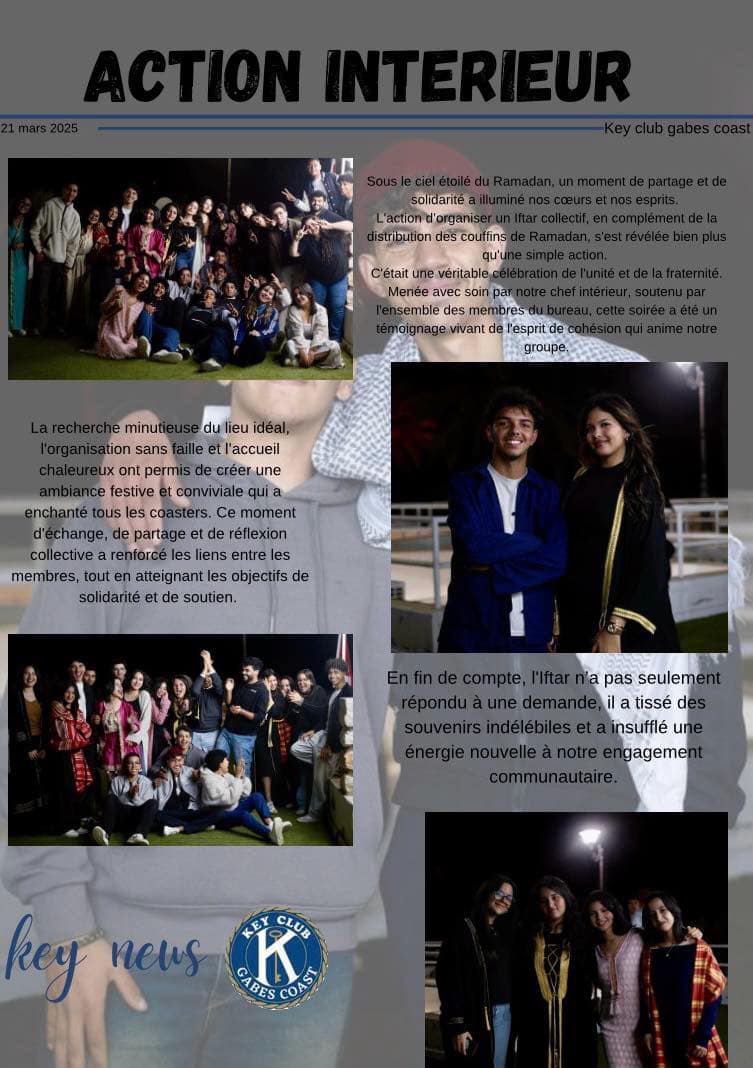 ACTION INTERIEUR
21 mars 2025
Key club gabes coast
Sous le ciel étoilé du Ramadan, un moment de partage et de
solidarité a illuminé nos cœurs et nos esprits.
L'action d'organiser un Iftar collectif, en complément de la
distribution des couffins de Ramadan, s'est révélée bien plus
qu'une simple action.
C'était une véritable célébration de l'unité et de la fraternité.
Menée avec soin par notre chef intérieur, soutenu par
l'ensemble des membres du bureau, cette soirée a été un
témoignage vivant de l'esprit de cohésion qui anime notre
groupe.
La recherche minutieuse du lieu idéal,
l'organisation sans faille et l'accueil
chaleureux ont permis de créer une
ambiance festive et conviviale qui a
enchanté tous les coasters. Ce moment
d'échange, de partage et de réflexion
collective a renforcé les liens entre les
membres, tout en atteignant les objectifs de
solidarité et de soutien.
En fin de compte, l'Iftar n'a pas seulement
répondu à une demande, il a tissé des
souvenirs indélébiles et a insufflé une
énergie nouvelle à notre engagement
communautaire.
key news
KEY CLUB
K
GABES COAST